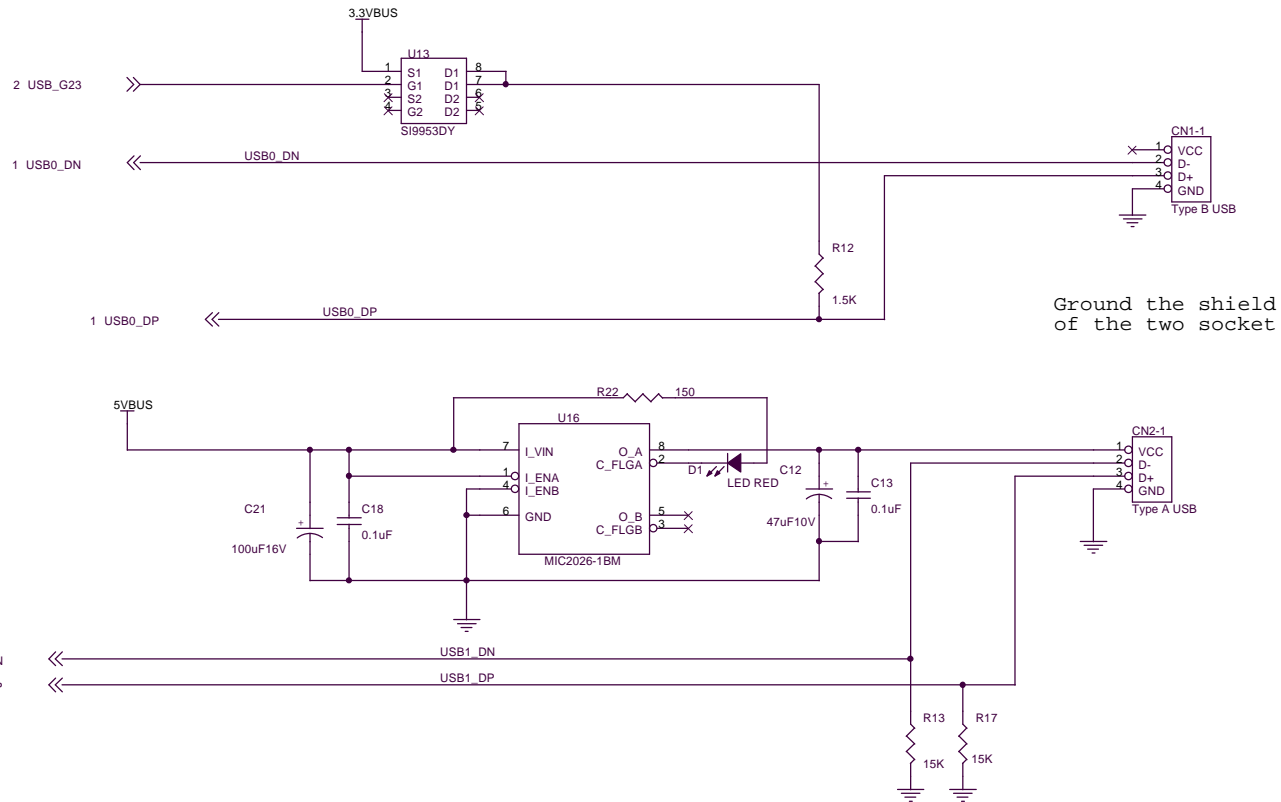 3.3VBUS
U13
1 S1 D1 8
2 G1 D1 7
3 S2 D2 6
4 G2 D2 5
SI9953DY
2 USB_G23
1 USB0_DN
USB0_DN
CN1-1
1 VCC
2 D-
3 D+
4 GND
Type B USB
R12
1.5K
1 USB0_DP
USB0_DP
Ground the shield
of the two socket
5VBUS
R22 150
U16
7 I_VIN O_A 8
C_FLGA 2
1 I_ENA
4 I_ENB
6 GND O_B 5
C_FLGB 3
MIC2026-1BM
D1
LED RED
C21
100uF16V
C18
0.1uF
C12
47uF10V
C13
0.1uF
CN2-1
1 VCC
2 D-
3 D+
4 GND
Type A USB
USB1_DN
USB1_DP
R13
15K
R17
15K